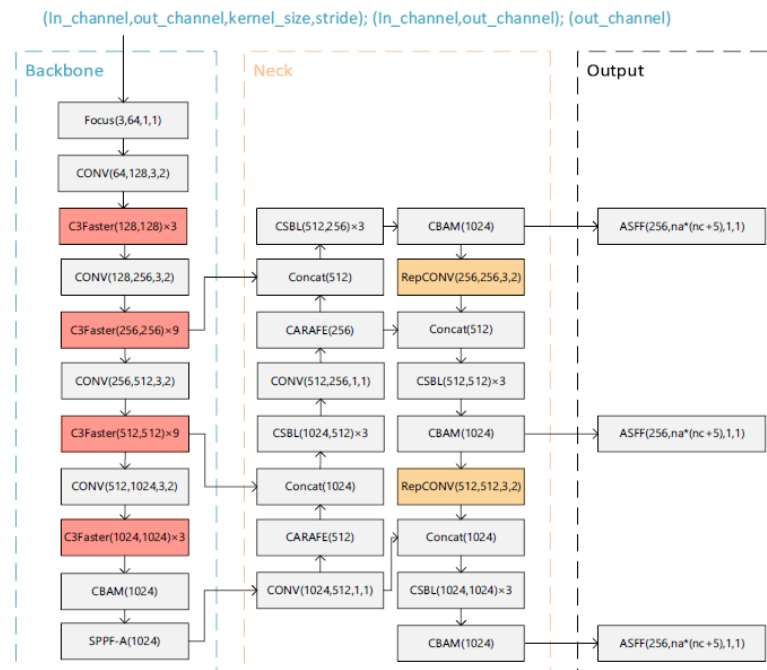 (In_channel,out_channel,kernel_size,stride); (In_channel,out_channel); (out_channel)
Backbone
Focus(3,64,1,1)
CONV(64,128,3,2)
C3Faster(128,128)×3
CONV(128,256,3,2)
C3Faster(256,256)×9
CONV(256,512,3,2)
C3Faster(512,512)×9
CONV(512,1024,3,2)
C3Faster(1024,1024)×3
CBAM(1024)
SPPF-A(1024)
Neck
CSBL(512,256)×3
Concat(512)
CARAFE(256)
CONV(512,256,1,1)
CSBL(1024,512)×3
Concat(1024)
CARAFE(512)
CONV(1024,512,1,1)
CBAM(1024)
RepCONV(256,256,3,2)
Concat(512)
CSBL(512,512)×3
CBAM(1024)
RepCONV(512,512,3,2)
Concat(1024)
CSBL(1024,1024)×3
CBAM(1024)
Output
ASFF(256,na*(nc+5),1,1)
ASFF(256,na*(nc+5),1,1)
ASFF(256,na*(nc+5),1,1)